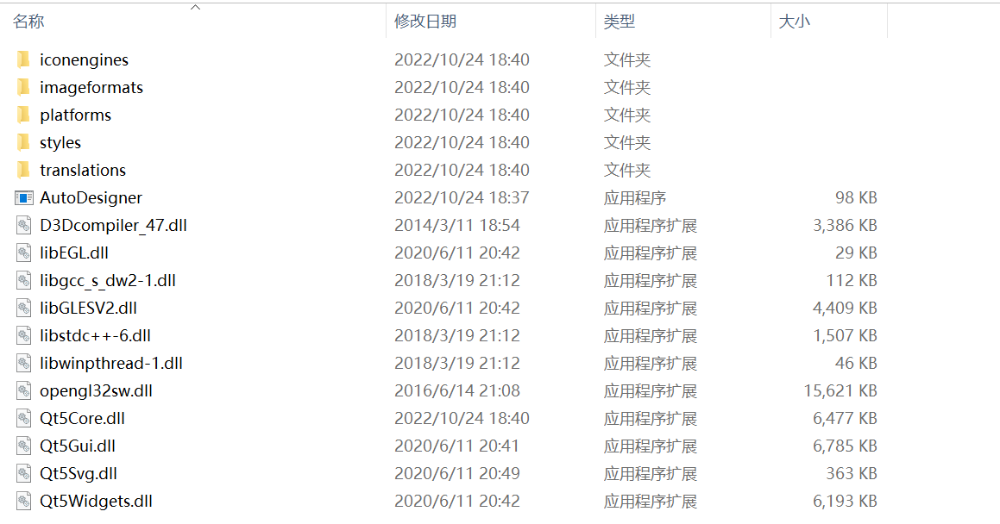 名称 修改日期 类型 大小
iconengines 2022/10/24 18:40 文件夹
imageformats 2022/10/24 18:40 文件夹
platforms 2022/10/24 18:40 文件夹
styles 2022/10/24 18:40 文件夹
translations 2022/10/24 18:40 文件夹
AutoDesigner 2022/10/24 18:37 应用程序 98 KB
D3Dcompiler_47.dll 2014/3/11 18:54 应用程序扩展 3,386 KB
libEGL.dll 2020/6/11 20:42 应用程序扩展 29 KB
libgcc_s_dw2-1.dll 2018/3/19 21:12 应用程序扩展 112 KB
libGLESV2.dll 2020/6/11 20:42 应用程序扩展 4,409 KB
libstdc++-6.dll 2018/3/19 21:12 应用程序扩展 1,507 KB
libwinpthread-1.dll 2018/3/19 21:12 应用程序扩展 46 KB
opengl32sw.dll 2016/6/14 21:08 应用程序扩展 15,621 KB
Qt5Core.dll 2022/10/24 18:40 应用程序扩展 6,477 KB
Qt5Gui.dll 2020/6/11 20:41 应用程序扩展 6,785 KB
Qt5Svg.dll 2020/6/11 20:49 应用程序扩展 363 KB
Qt5Widgets.dll 2020/6/11 20:42 应用程序扩展 6,193 KB